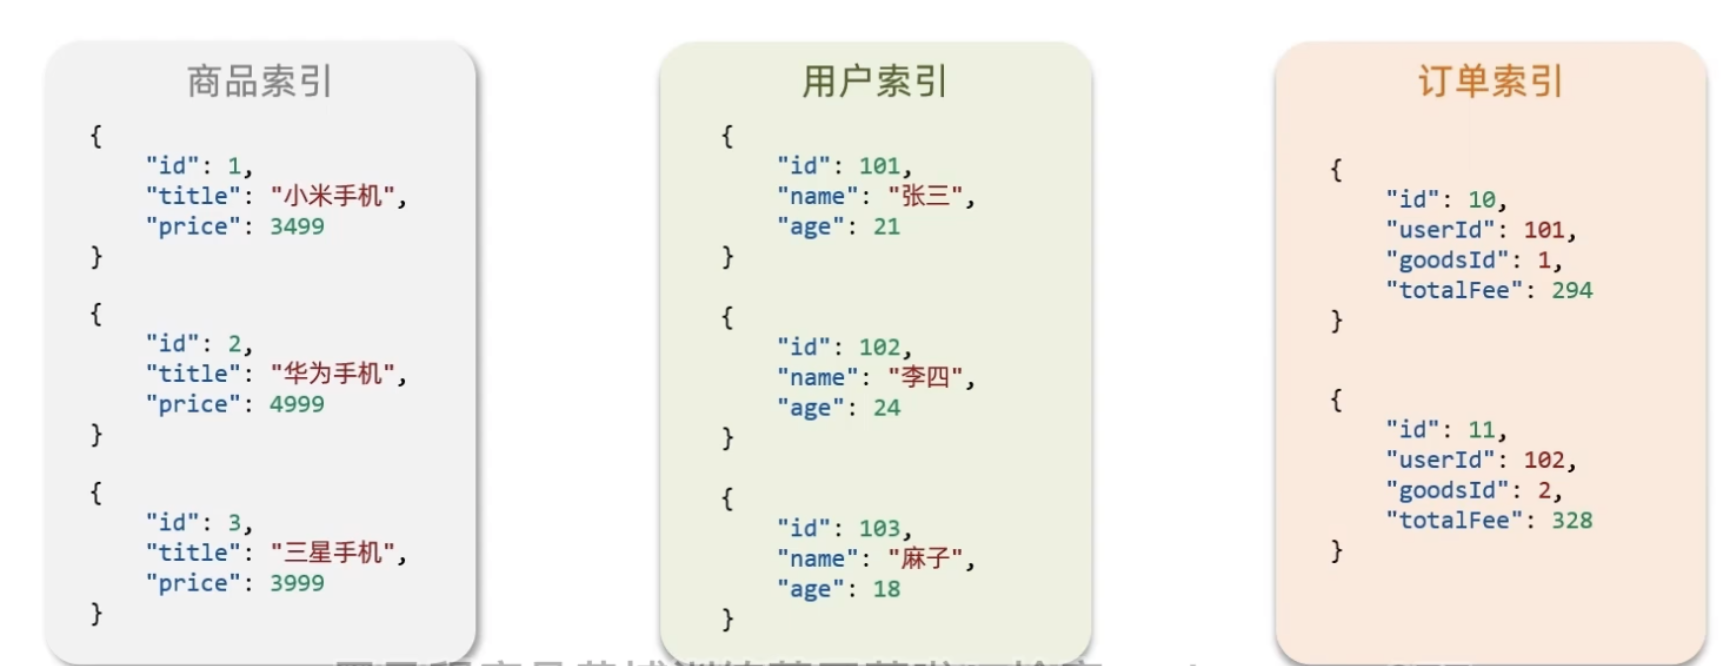 商品索引
{
"id": 1,
"title": "小米手机",
"price": 3499
}
{
"id": 2,
"title": "华为手机",
"price": 4999
}
{
"id": 3,
"title": "三星手机",
"price": 3999
}
用户索引
{
"id": 101,
"name": "张三",
"age": 21
}
{
"id": 102,
"name": "李四",
"age": 24
}
{
"id": 103,
"name": "麻子",
"age": 18
}
订单索引
{
"id": 10,
"userId": 101,
"goodsId": 1,
"totalFee": 294
}
{
"id": 11,
"userId": 102,
"goodsId": 2,
"totalFee": 328
}